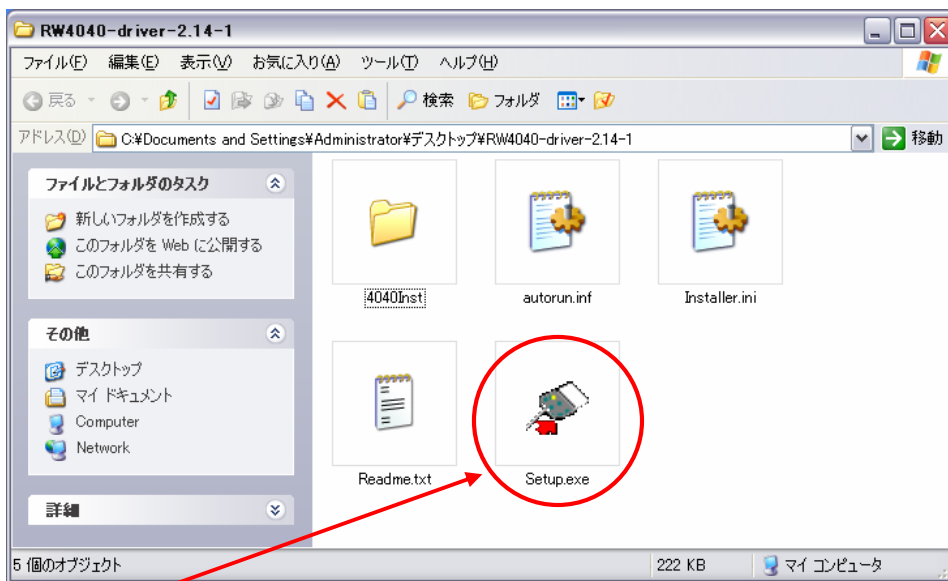 RW4040-driver-2.14-1
ファイル(F) 編集(E) 表示(V) お気に入り(A) ツール(T) ヘルプ(H)
戻る 検索 フォルダ
アドレス(D) C:¥Documents and Settings¥Administrator¥デスクトップ¥RW4040-driver-2.14-1 移動
ファイルとフォルダのタスク
新しいフォルダを作成する
このフォルダを Web に公開する
このフォルダを共有する
その他
デスクトップ
マイ ドキュメント
Computer
Network
詳細
4040Inst autorun.inf Installer.ini
Readme.txt Setup.exe
5 個のオブジェクト 222 KB マイ コンピュータ